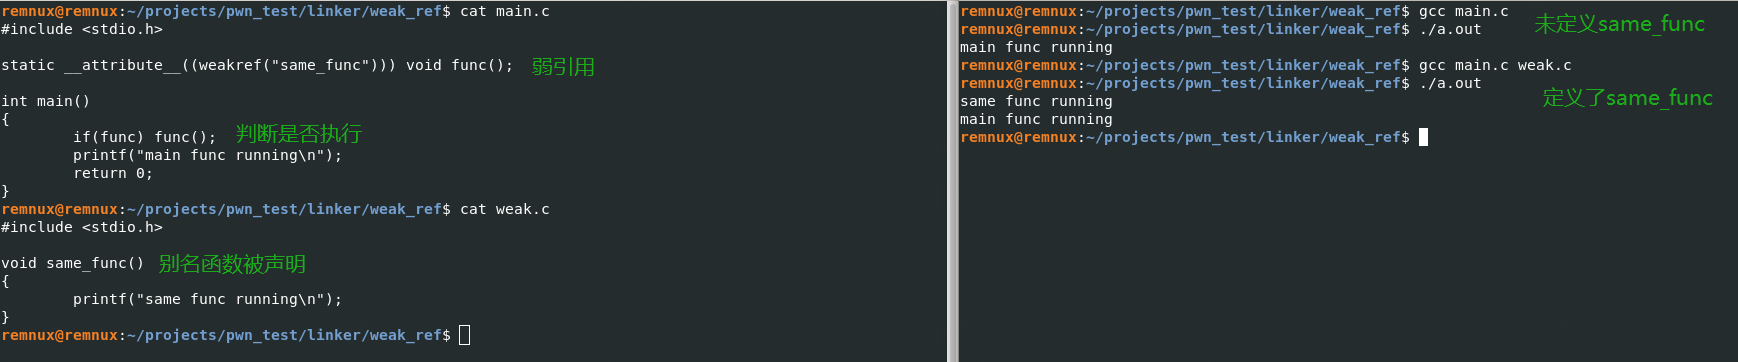 remnux@remnux:~/projects/pwn_test/linker/weak_ref$ cat main.c
#include <stdio.h>
static __attribute__((weakref("same_func"))) void func(); 弱引用
int main()
{
if(func) func(); 判断是否执行
printf("main func running\n");
return 0;
}
remnux@remnux:~/projects/pwn_test/linker/weak_ref$ cat weak.c
#include <stdio.h>
void same_func() 别名函数被声明
{
printf("same func running\n");
}
remnux@remnux:~/projects/pwn_test/linker/weak_ref$
remnux@remnux:~/projects/pwn_test/linker/weak_ref$ gcc main.c
未定义same_func
remnux@remnux:~/projects/pwn_test/linker/weak_ref$ ./a.out
main func running
remnux@remnux:~/projects/pwn_test/linker/weak_ref$ gcc main.c weak.c
remnux@remnux:~/projects/pwn_test/linker/weak_ref$ ./a.out
定义了same_func
same func running
main func running
remnux@remnux:~/projects/pwn_test/linker/weak_ref$